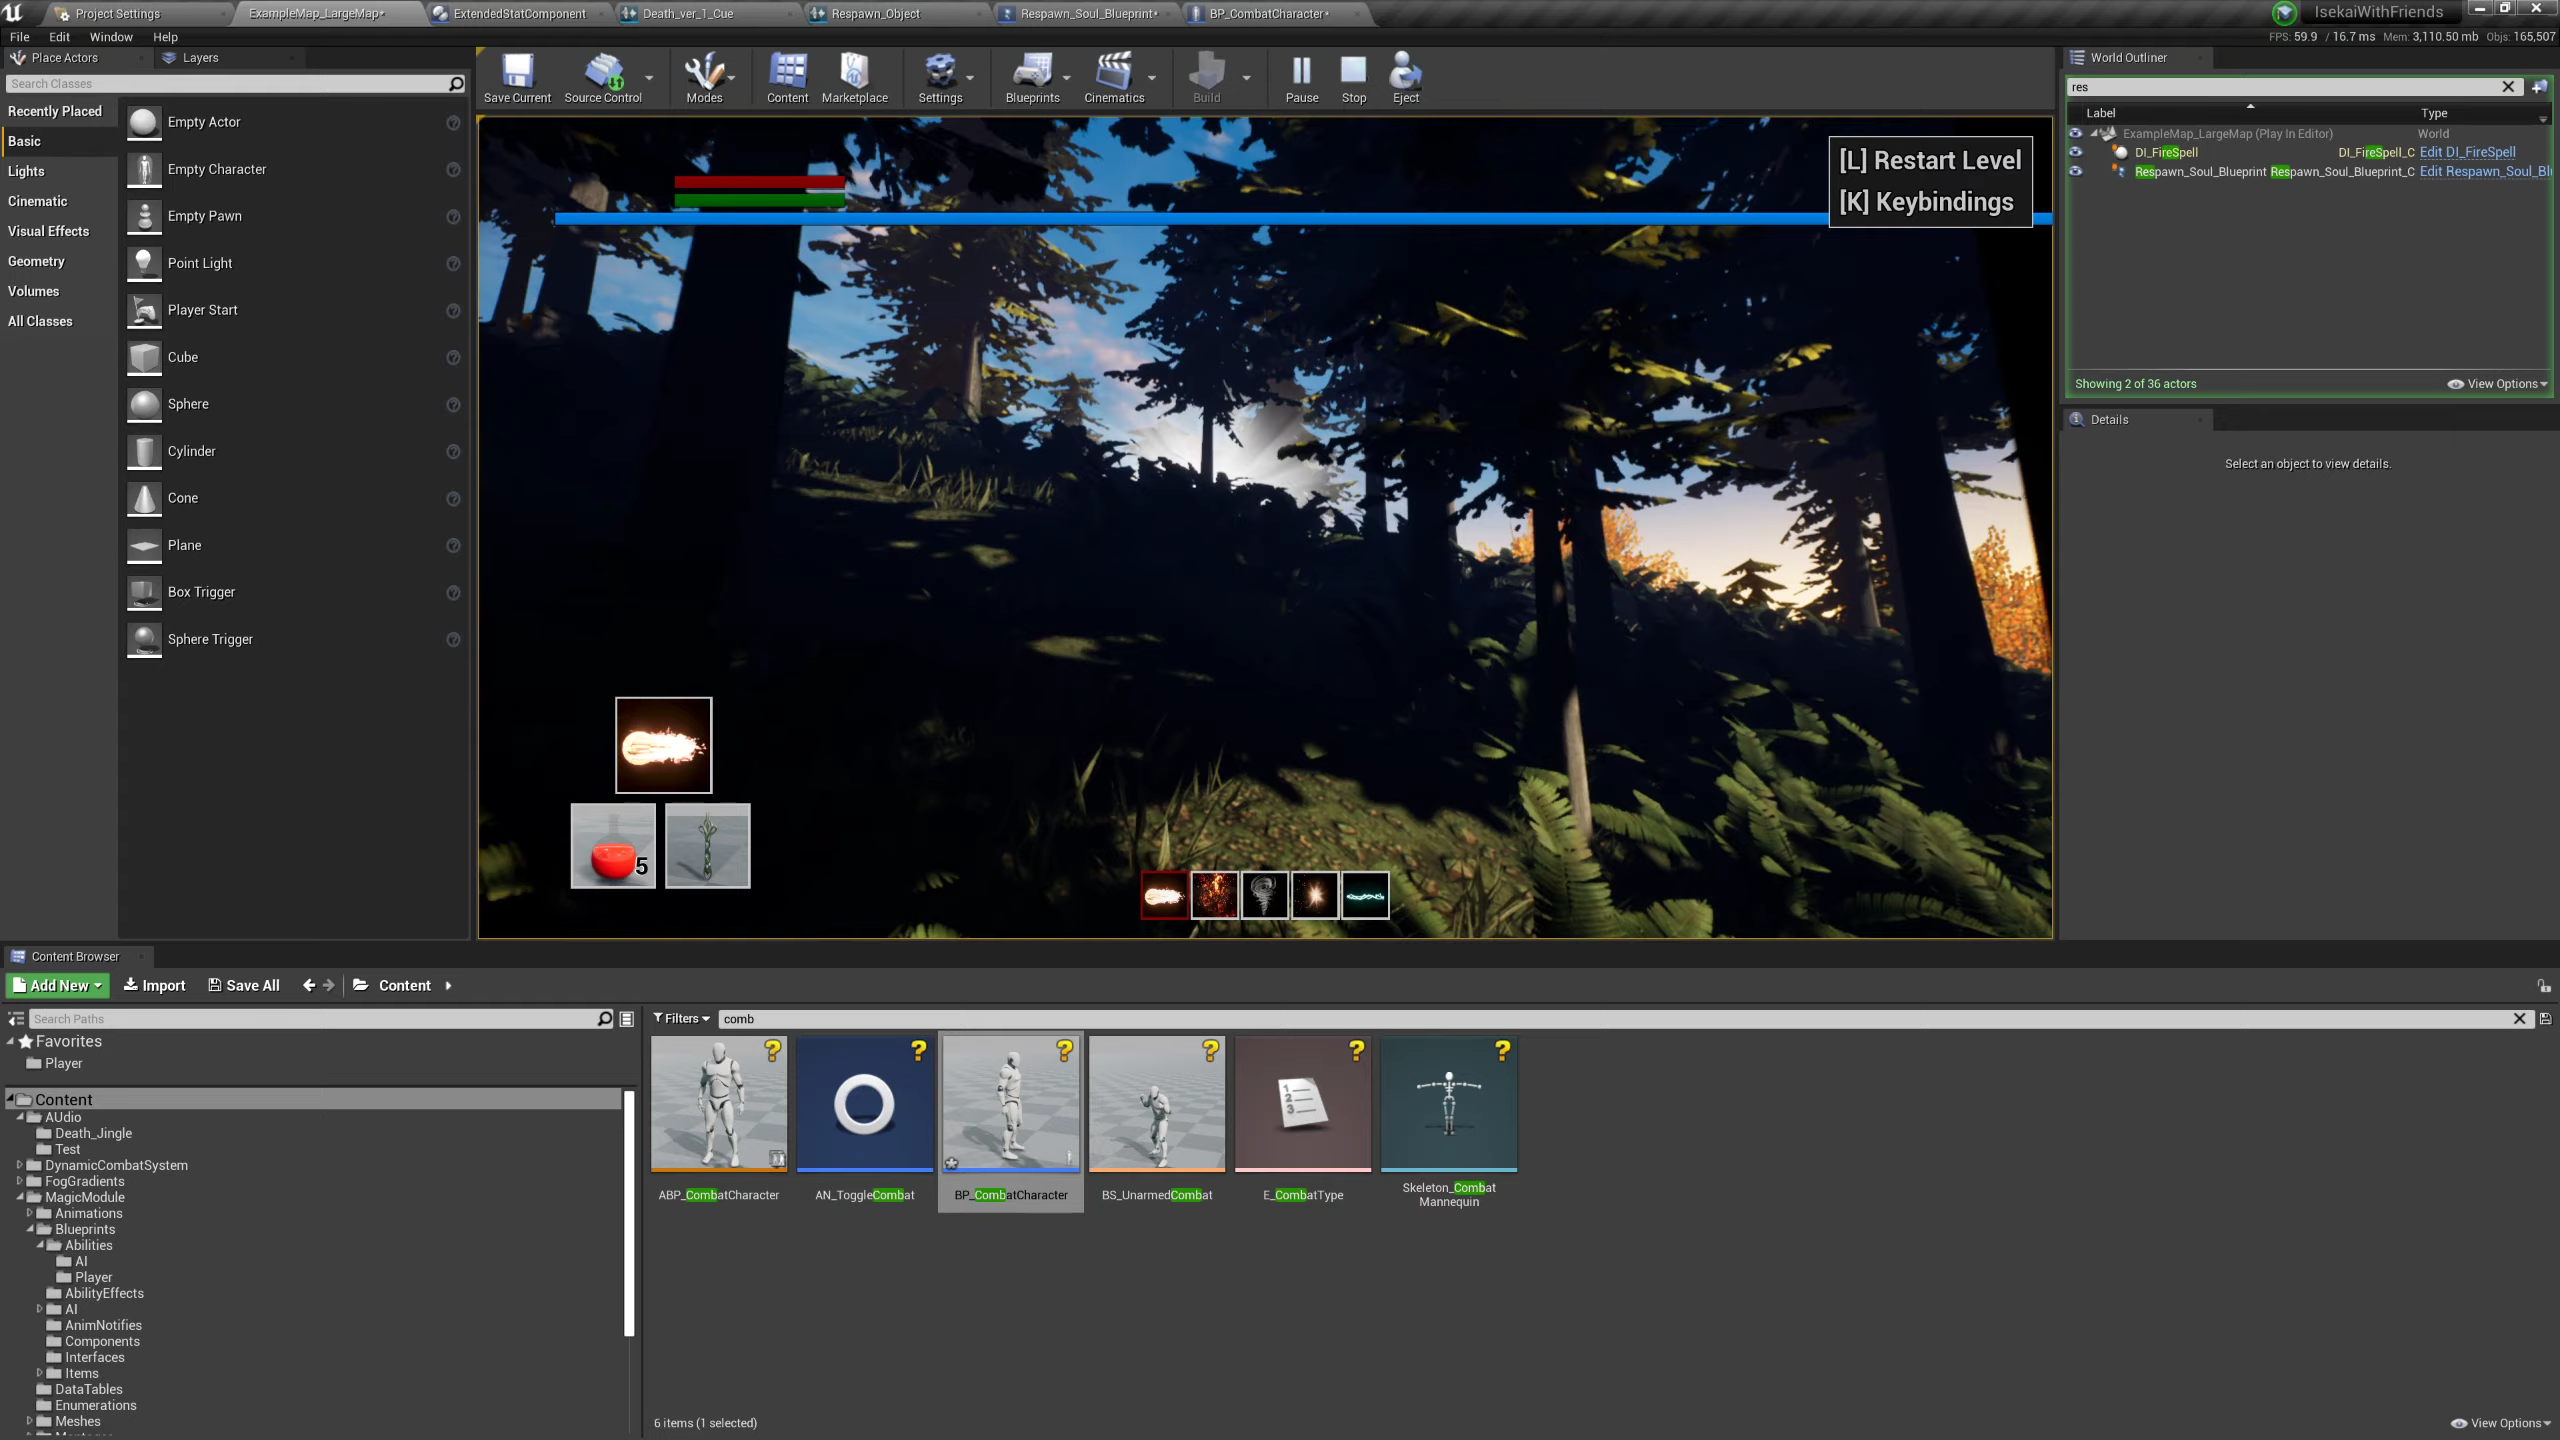 Project Settings
ExampleMap_LargeMap*
ExtendedStatComponent
Death_ver_1_Cue
Respawn_Object
Respawn_Soul_Blueprint*
BP_CombatCharacter*
IsekaiWithFriends
File Edit Window Help
FPS: 59.9 / 16.7 ms Mem: 3,110.50 mb Objs: 165,507
Place Actors
Layers
Search Classes
Recently Placed
Basic
Lights
Cinematic
Visual Effects
Geometry
Volumes
All Classes
Empty Actor
Empty Character
Empty Pawn
Point Light
Player Start
Cube
Sphere
Cylinder
Cone
Plane
Box Trigger
Sphere Trigger
Save Current
Source Control
Modes
Content
Marketplace
Settings
Blueprints
Cinematics
Build
Pause
Stop
Eject
[L] Restart Level
[K] Keybindings
5
World Outliner
res
Label Type
ExampleMap_LargeMap (Play In Editor) World
DI_FireSpell DI_FireSpell_C Edit DI_FireSpell
Respawn_Soul_Blueprint Respawn_Soul_Blueprint_C Edit Respawn_Soul_Bl
Showing 2 of 36 actors
View Options
Details
Select an object to view details.
Content Browser
Add New Import Save All Content
Search Paths
Favorites
Player
Content
AUdio
Death_Jingle
Test
DynamicCombatSystem
FogGradients
MagicModule
Animations
Blueprints
Abilities
AI
Player
AbilityEffects
AI
AnimNotifies
Components
Interfaces
Items
DataTables
Enumerations
Meshes
Filters
comb
ABP_CombatCharacter
AN_ToggleCombat
BP_CombatCharacter
BS_UnarmedCombat
E_CombatType
Skeleton_Combat
Mannequin
6 items (1 selected)
View Options